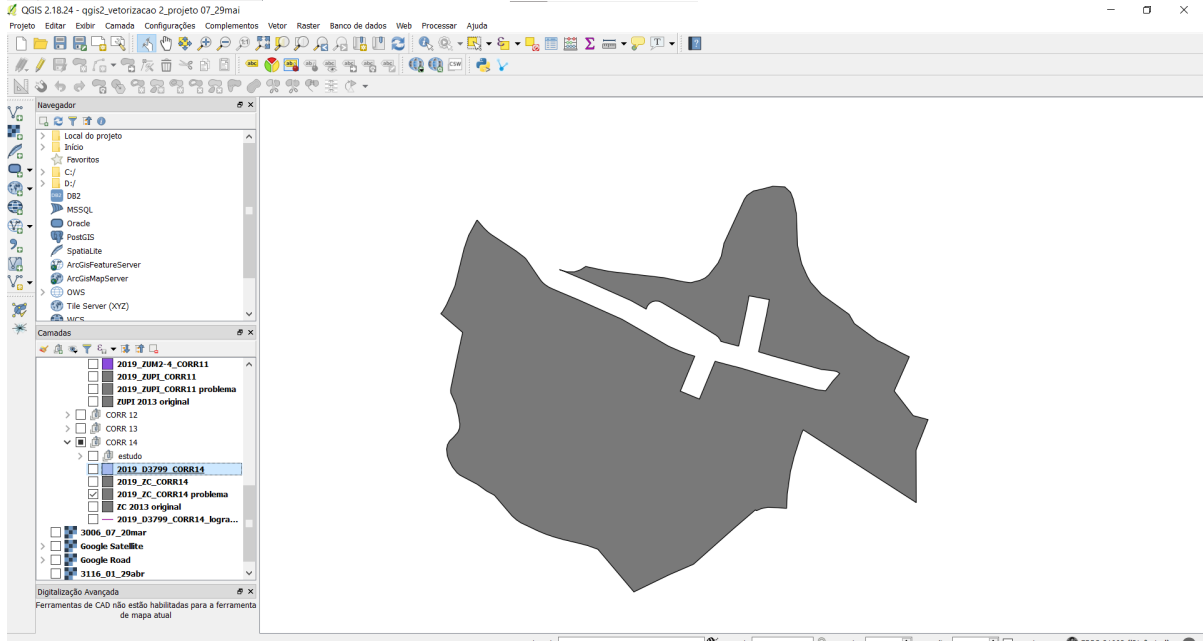 QGIS 2.18.24 - qgis2_vetorizacao 2_projeto 07_29mai
Projeto Editar Exibir Camada Configurações Complementos Vetor Raster Banco de dados Web Processar Ajuda
Navegador
Local do projeto
Início
Favoritos
C:/
D:/
DB2
MSSQL
Oracle
PostGIS
SpatiaLite
ArcGisFeatureServer
ArcGisMapServer
OWS
Tile Server (XYZ)
WCS
Camadas
2019_ZUM2-4_CORR11
2019_ZUPI_CORR11
2019_ZUPI_CORR11 problema
ZUPI 2013 original
CORR 12
CORR 13
CORR 14
estudo
2019_D3799_CORR14
2019_ZC_CORR14
2019_ZC_CORR14 problema
ZC 2013 original
2019_D3799_CORR14_logra...
3006_07_20mar
Google Satellite
Google Road
3116_01_29abr
Digitalização Avançada
Ferramentas de CAD não estão habilitadas para a ferramenta
de mapa atual